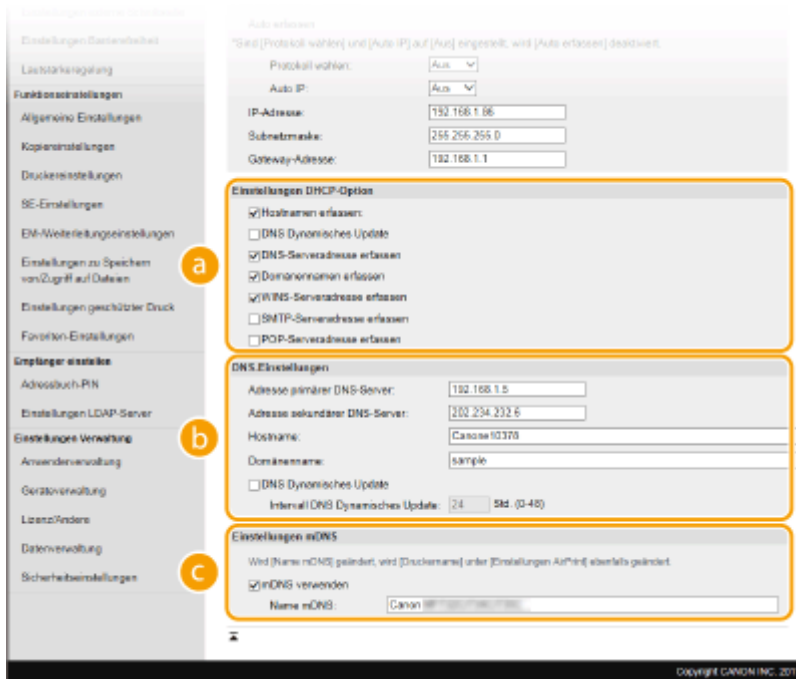 Einstellungen Barrierefreiheit
Lautstärkeregelung
Funktionseinstellungen
Allgemeine Einstellungen
Kopiereinstellungen
Druckereinstellungen
SE-Einstellungen
EM-/Weiterleitungseinstellungen
Einstellungen zu Speichern
von/Zugriff auf Dateien
Einstellungen geschützter Druck
Favoriten-Einstellungen
Empfänger einstellen
Adressbuch-PIN
Einstellungen LDAP-Server
Einstellungen Verwaltung
Anwenderverwaltung
Geräteverwaltung
Lizenz/Andere
Datenverwaltung
Sicherheitseinstellungen
Auto erfassen
*Sind [Protokoll wählen] und [Auto IP] auf [Aus] eingestellt, wird [Auto erfassen] deaktiviert.
Protokoll wählen: Aus
Auto IP: Aus
IP-Adresse: 192.168.1.86
Subnetzmaske: 255.255.255.0
Gateway-Adresse: 192.168.1.1
a
Einstellungen DHCP-Option
Hostnamen erfassen:
DNS Dynamisches Update
DNS-Serveradresse erfassen
Domänennamen erfassen
WINS-Serveradresse erfassen
SMTP-Serveradresse erfassen
POP-Serveradresse erfassen
b
DNS.Einstellungen
Adresse primärer DNS-Server: 192.168.1.5
Adresse sekundärer DNS-Server: 202.234.232.6
Hostname: Canone10378
Domänenname: sample
DNS Dynamisches Update
Intervall DNS Dynamisches Update: 24 Std. (0-48)
c
Einstellungen mDNS
Wird [Name mDNS] geändert, wird [Druckername] unter [Einstellungen AirPrint] ebenfalls geändert.
mDNS verwenden
Name mDNS: Canon
Copyright CANON INC. 201